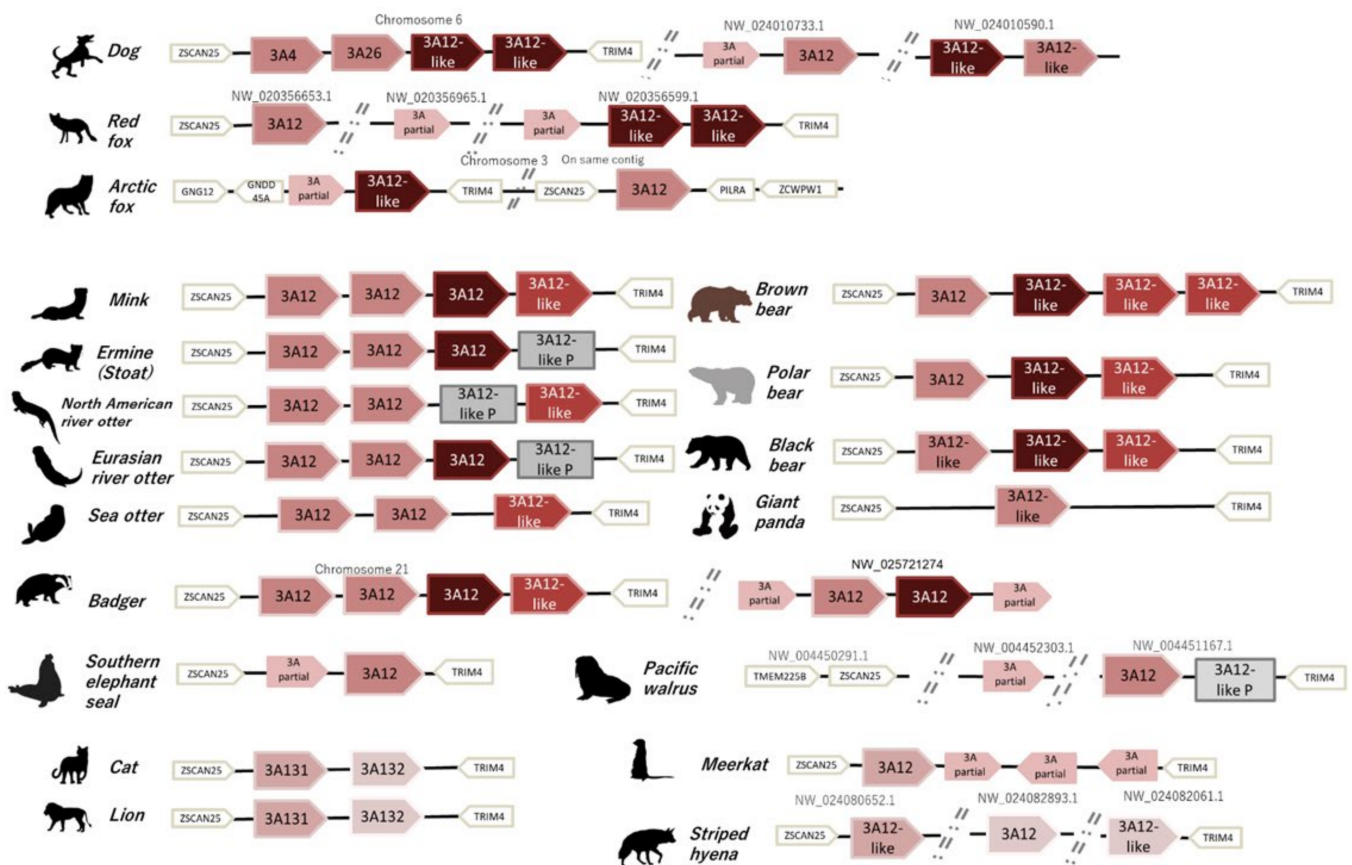 Chromosome 6
NW_024010733.1
NW_024010590.1
Dog
ZSCAN25
3A4
3A26
3A12-
like
3A12-
like
TRIM4
3A
partial
3A12
3A12-
like
3A12-
like
NW_020356653.1
NW_020356965.1
NW_020356599.1
Red
fox
ZSCAN25
3A12
3A
partial
3A
partial
3A12-
like
3A12-
like
TRIM4
Chromosome 3
On same contig
Arctic
fox
GNG12
GNDD
45A
3A
partial
3A12-
like
TRIM4
ZSCAN25
3A12
PILRA
ZCWPW1
Mink
ZSCAN25
3A12
3A12
3A12
3A12-
like
TRIM4
Brown
bear
ZSCAN25
3A12
3A12-
like
3A12-
like
3A12-
like
TRIM4
Ermine
(Stoat)
ZSCAN25
3A12
3A12
3A12
3A12-
like P
TRIM4
Polar
bear
ZSCAN25
3A12
3A12-
like
3A12-
like
TRIM4
North American
river otter
ZSCAN25
3A12
3A12
3A12-
like P
3A12-
like
TRIM4
Eurasian
river otter
ZSCAN25
3A12
3A12
3A12
3A12-
like P
TRIM4
Black
bear
ZSCAN25
3A12-
like
3A12-
like
3A12-
like
TRIM4
Sea otter
ZSCAN25
3A12
3A12
3A12-
like
TRIM4
Giant
panda
ZSCAN25
3A12-
like
TRIM4
Chromosome 21
NW_025721274
Badger
ZSCAN25
3A12
3A12
3A12
3A12-
like
TRIM4
3A
partial
3A12
3A12
3A
partial
Southern
elephant
seal
ZSCAN25
3A
partial
3A12
TRIM4
NW_004450291.1
NW_004452303.1
NW_004451167.1
Pacific
walrus
TMEM225B
ZSCAN25
3A
partial
3A12
3A12-
like P
TRIM4
Cat
ZSCAN25
3A131
3A132
TRIM4
Meerkat
ZSCAN25
3A12
3A
partial
3A
partial
3A
partial
TRIM4
Lion
ZSCAN25
3A131
3A132
TRIM4
NW_024080652.1
NW_024082893.1
NW_024082061.1
Striped
hyena
ZSCAN25
3A12-
like
3A12
3A12-
like
TRIM4